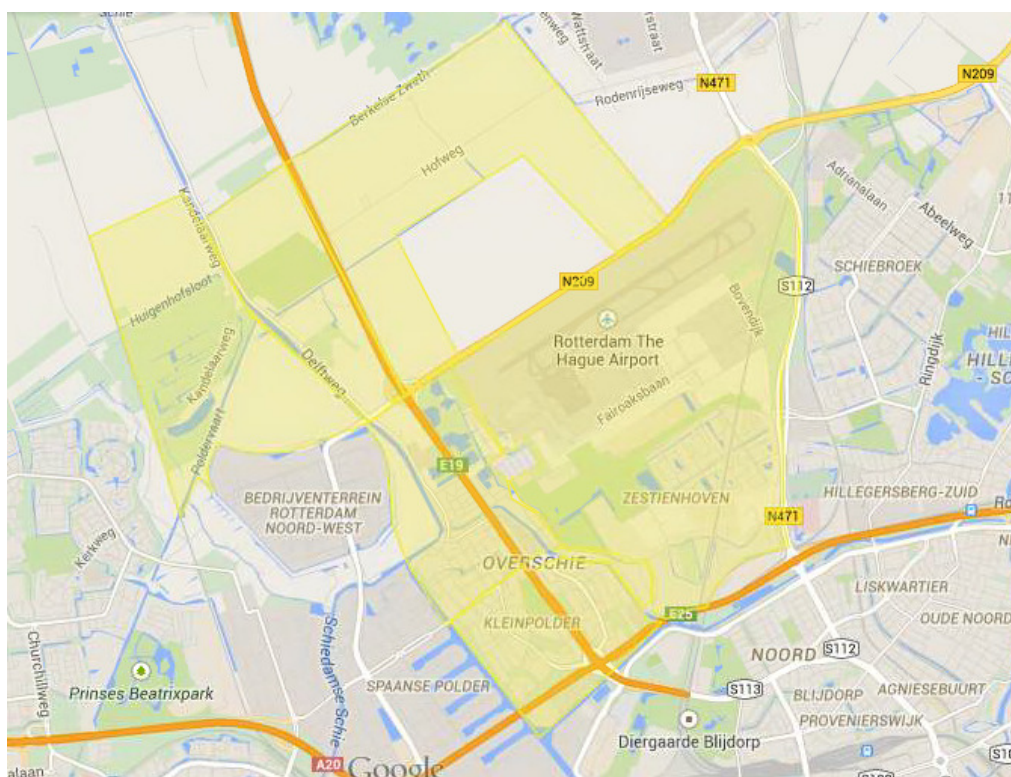 Schie
Wattstraat
N471
N209
Rodenrijseweg
Berkelse Zweth
Hofweg
Adrianalaan
Abeelweg
Kandelaarweg
SCHIEBROEK
S112
N209
Huigenhofsloot
Bovendijk
Rotterdam The
Hague Airport
Ringdijk
Delftweg
Kandelaarweg
Fairoaksbaan
Poldervaart
E19
BEDRIJVENTERREIN
ROTTERDAM
NOORD-WEST
ZESTIENHOVEN
HILLEGERSBERG-ZUID
N471
Kerkweg
OVERSCHIE
LISKWARTIER
KLEINPOLDER
E25
OUDE NOORD
Churchillweg
Schiedamse Schie
NOORD
S112
Prinses Beatrixpark
SPAANSE POLDER
S113
BLIJDORP
AGNIESEBUURT
PROVENIERSWIJK
Diergaarde Blijdorp
A20
Google